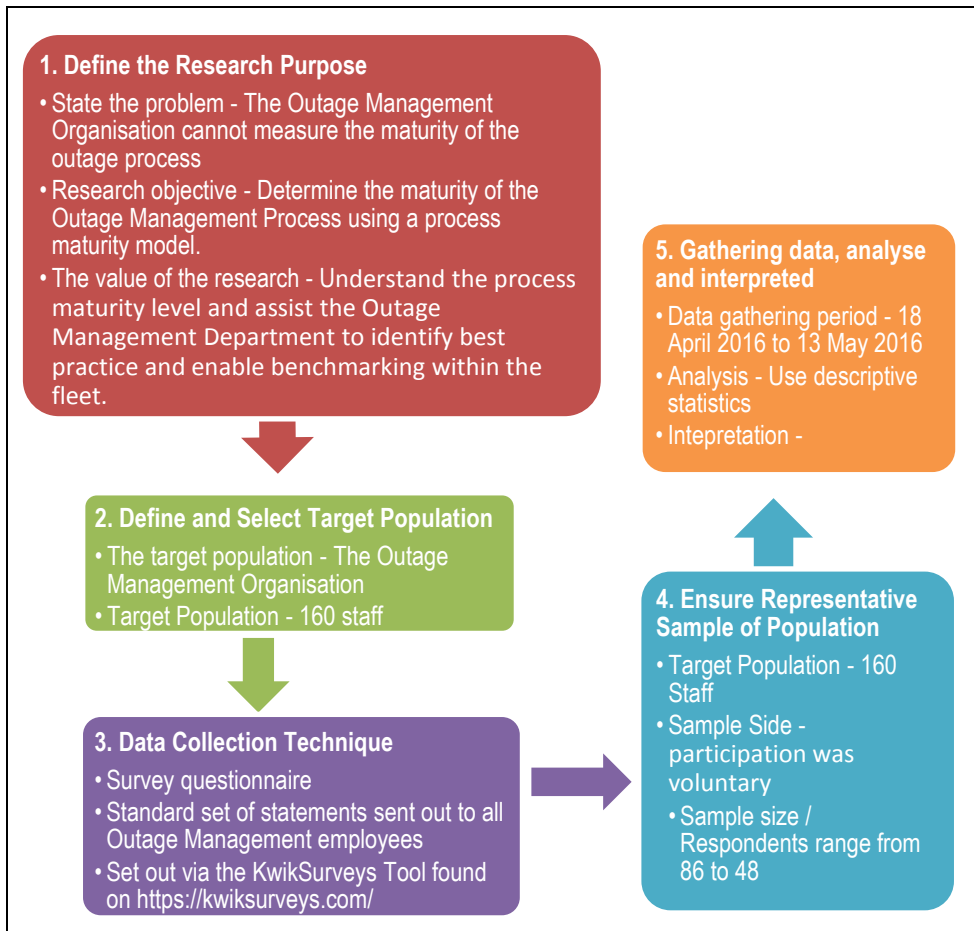 1. Define the Research Purpose
• State the problem - The Outage Management
Organisation cannot measure the maturity of the
outage process
• Research objective - Determine the maturity of the
Outage Management Process using a process
maturity model.
• The value of the research - Understand the process
maturity level and assist the Outage
Management Department to identify best
practice and enable benchmarking within the
fleet.
2. Define and Select Target Population
• The target population - The Outage
Management Organisation
• Target Population - 160 staff
3. Data Collection Technique
• Survey questionnaire
• Standard set of statements sent out to all
Outage Management employees
• Set out via the KwikSurveys Tool found
on https://kwiksurveys.com/
4. Ensure Representative
Sample of Population
• Target Population - 160
Staff
• Sample Side -
participation was
voluntary
• Sample size /
Respondents range from
86 to 48
5. Gathering data, analyse
and interpreted
• Data gathering period - 18
April 2016 to 13 May 2016
• Analysis - Use descriptive
statistics
• Intepretation -